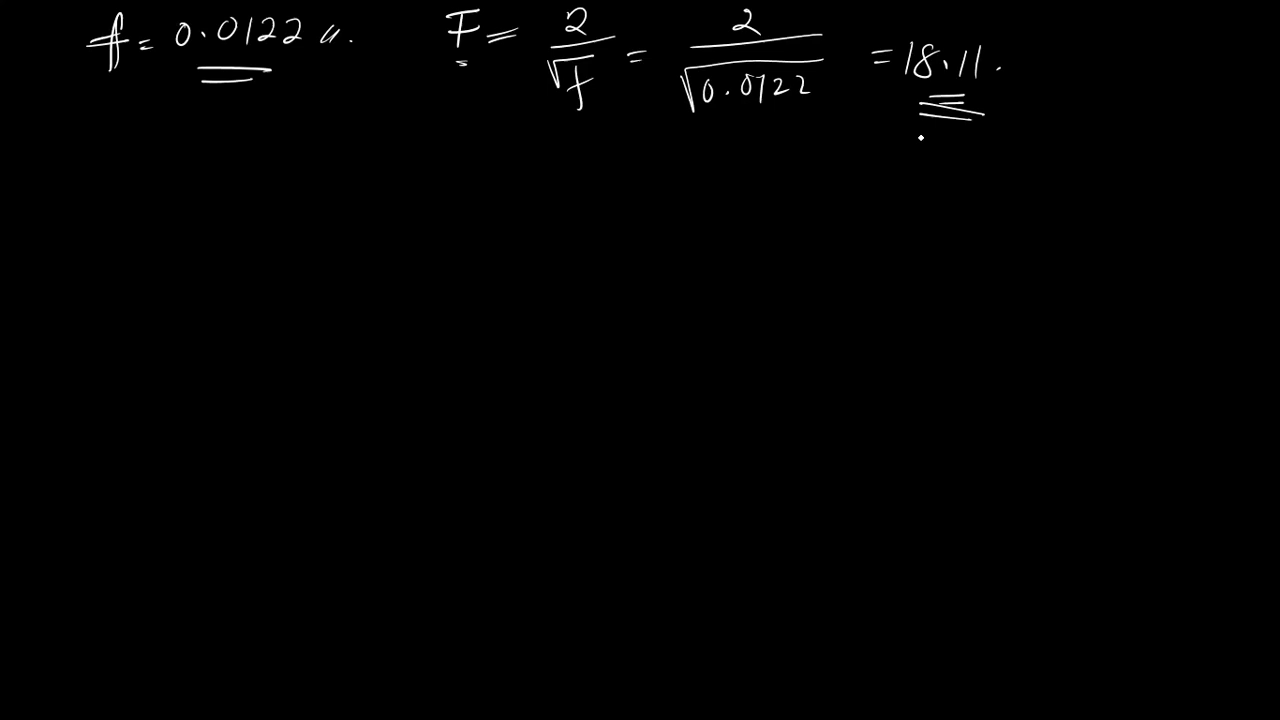 f = 0.0122 ". F = 2/√f = 2/√0.0122 = 18.11.